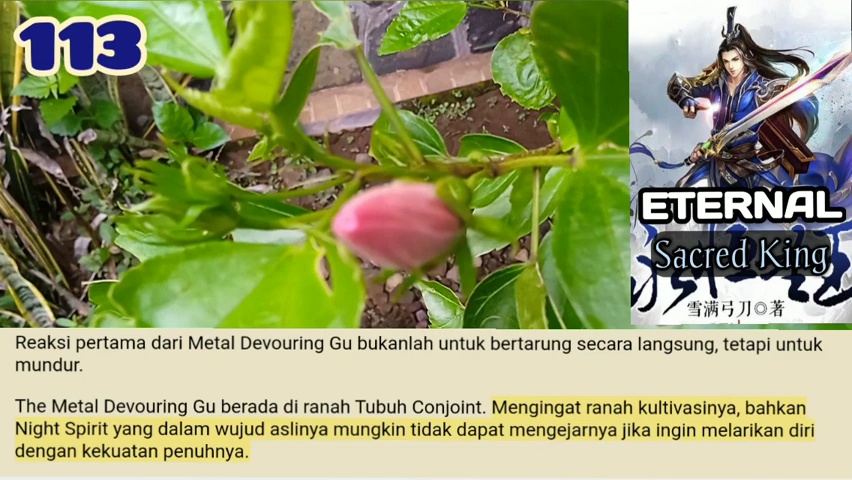 113
ETERNAL
Sacred King
雪满弓刀◎著
Reaksi pertama dari Metal Devouring Gu bukanlah untuk bertarung secara langsung, tetapi untuk
mundur.
The Metal Devouring Gu berada di ranah Tubuh Conjoint. Mengingat ranah kultivasinya, bahkan
Night Spirit yang dalam wujud aslinya mungkin tidak dapat mengejarnya jika ingin melarikan diri
dengan kekuatan penuhnya.